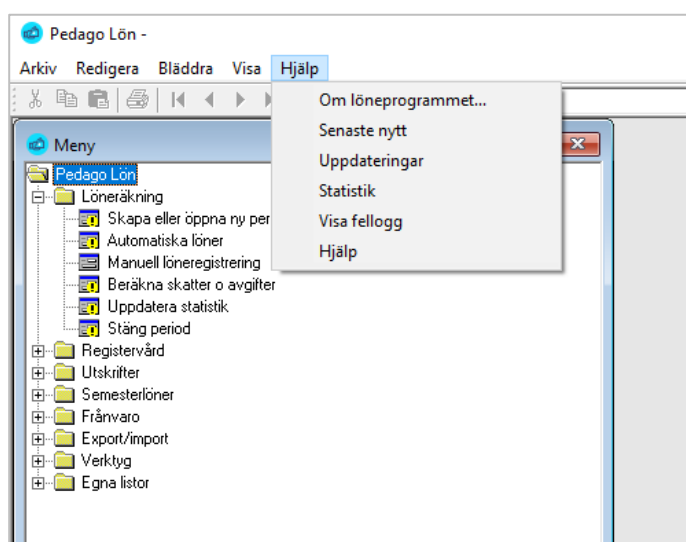 Pedago Lön -
Arkiv Redigera Bläddra Visa Hjälp
Om löneprogrammet...
Senaste nytt
Uppdateringar
Statistik
Visa fellogg
Hjälp
Meny
Pedago Lön
Löneräkning
Skapa eller öppna ny per
Automatiska löner
Manuell löneregistrering
Beräkna skatter o avgifter
Uppdatera statistik
Stäng period
Registervård
Utskrifter
Semesterlöner
Frånvaro
Export/import
Verktyg
Egna listor